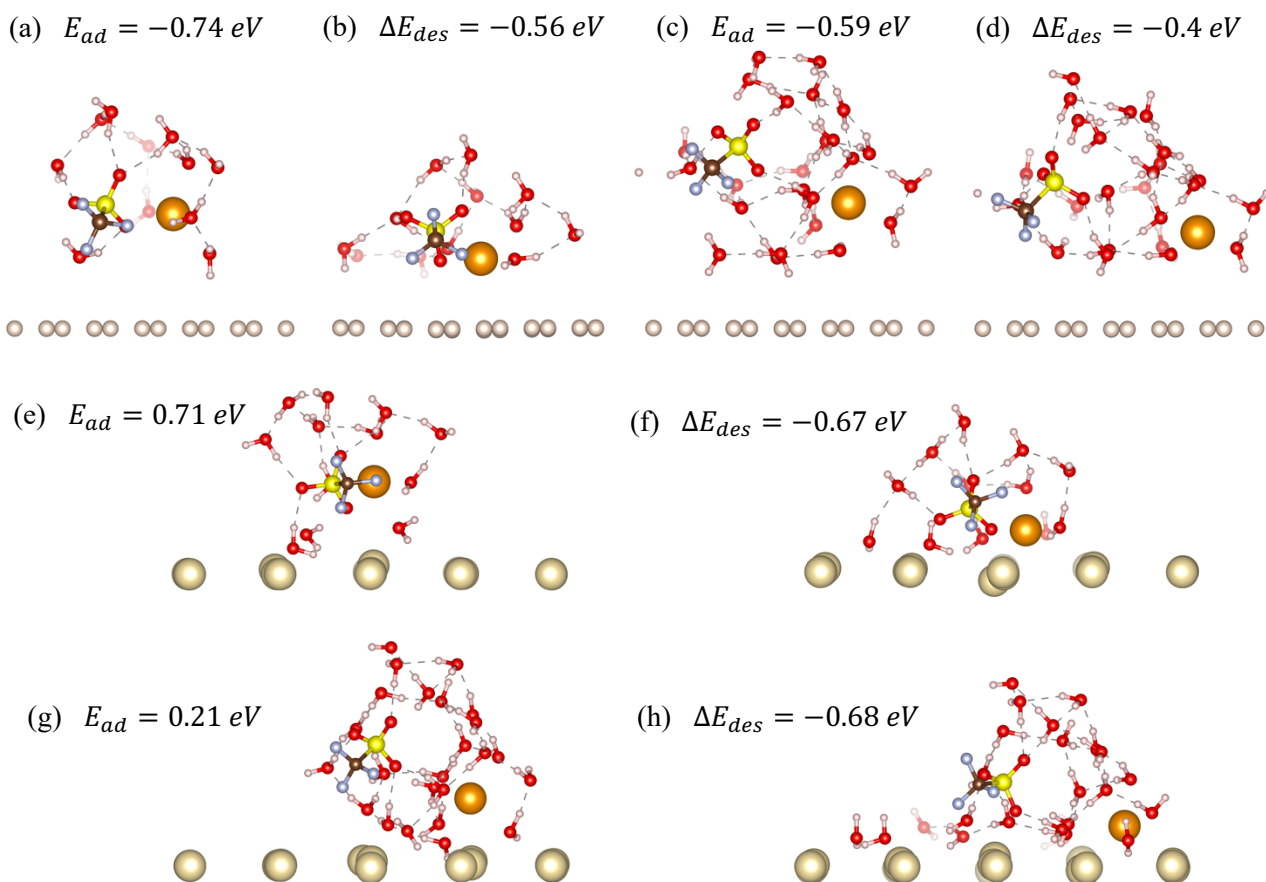 (a) E_ad = −0.74 eV
(b) ΔE_des = −0.56 eV
(c) E_ad = −0.59 eV
(d) ΔE_des = −0.4 eV
(e) E_ad = 0.71 eV
(f) ΔE_des = −0.67 eV
(g) E_ad = 0.21 eV
(h) ΔE_des = −0.68 eV